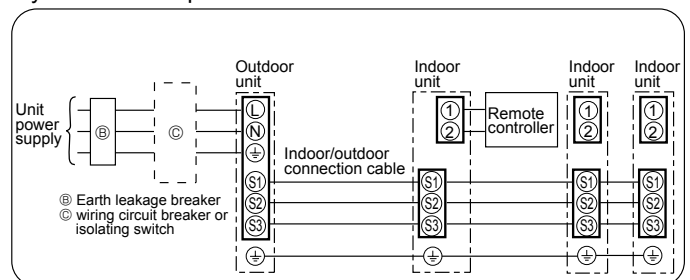 Outdoor unit
Indoor unit
Indoor unit
Indoor unit
Unit power supply
Ⓑ
Ⓒ
L
N
⏚
1
2
Remote controller
1
2
1
2
Indoor/outdoor connection cable
S1
S2
S3
S1
S2
S3
S1
S2
S3
S1
S2
S3
Ⓑ Earth leakage breaker
Ⓒ wiring circuit breaker or
isolating switch